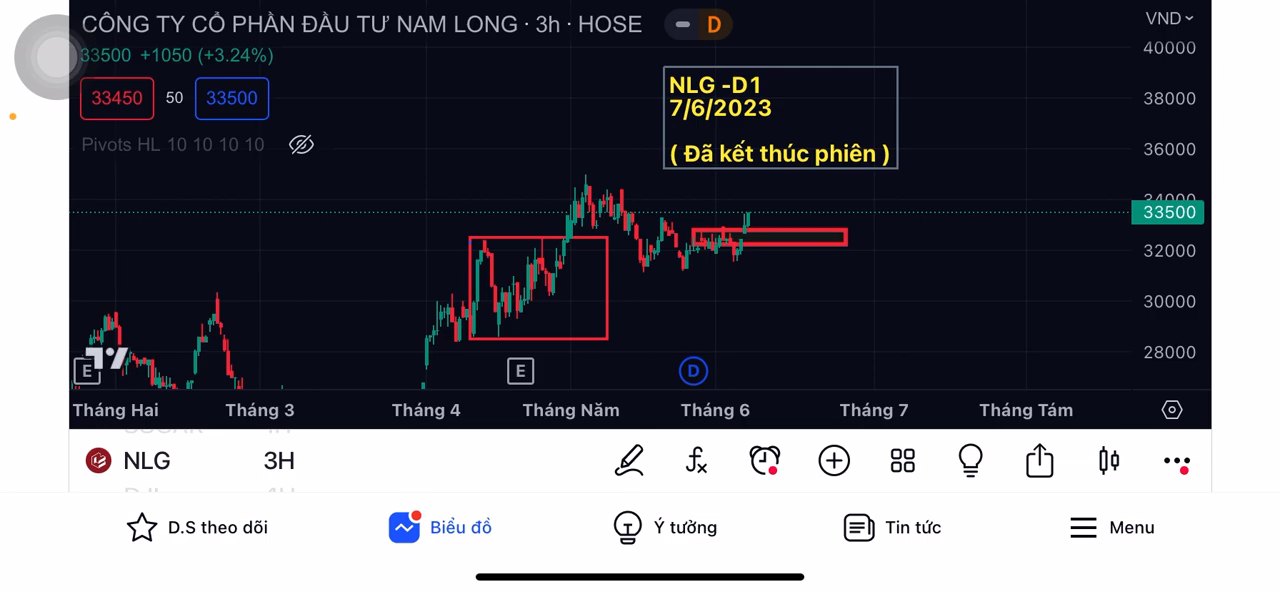 CÔNG TY CỔ PHẦN ĐẦU TƯ NAM LONG · 3h · HOSE
D
VND
33500 +1050 (+3.24%)
40000
33450 50 33500
NLG -D1
7/6/2023
( Đã kết thúc phiên )
38000
Pivots HL 10 10 10 10
36000
34000
33500
32000
30000
28000
E
E
D
Tháng Hai Tháng 3 Tháng 4 Tháng Năm Tháng 6 Tháng 7 Tháng Tám
NLG 3H
D.S theo dõi Biểu đồ Ý tưởng Tin tức Menu